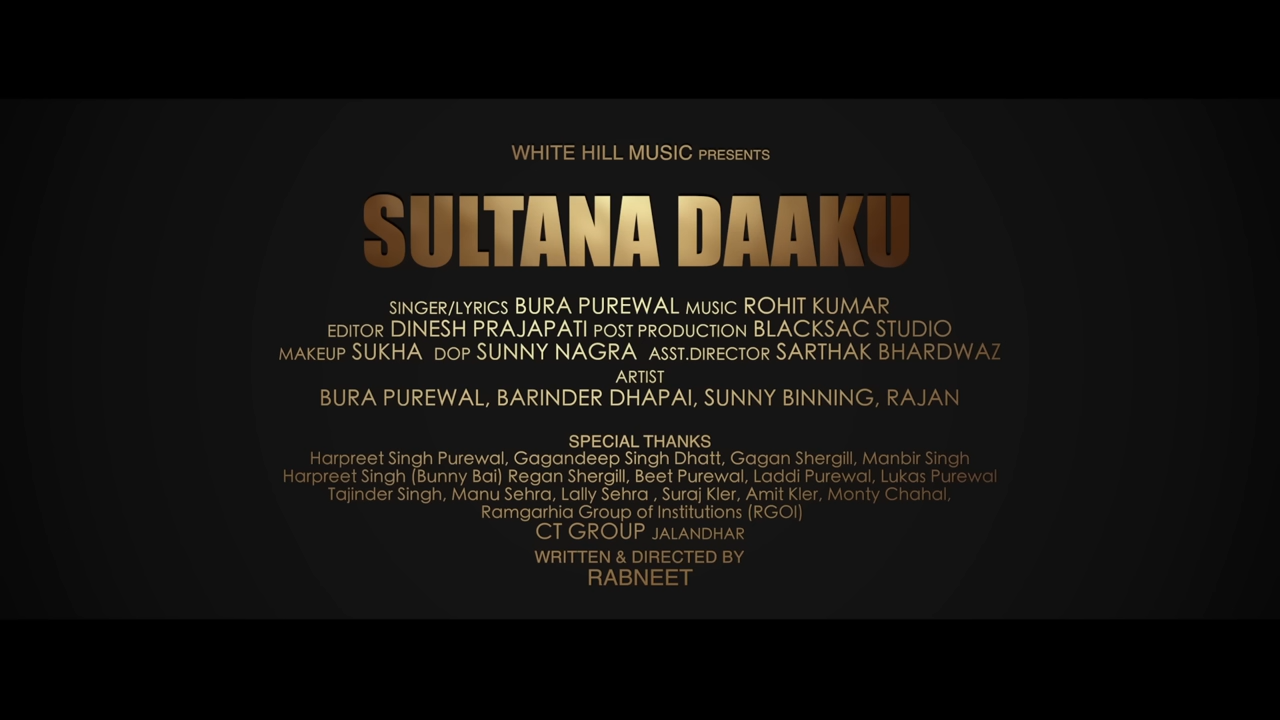 WHITE HILL MUSIC PRESENTS
SULTANA DAAKU
SINGER/LYRICS BURA PUREWAL MUSIC ROHIT KUMAR
EDITOR DINESH PRAJAPATI POST PRODUCTION BLACKSAC STUDIO
MAKEUP SUKHA DOP SUNNY NAGRA ASST.DIRECTOR SARTHAK BHARDWAZ
ARTIST
BURA PUREWAL, BARINDER DHAPAI, SUNNY BINNING, RAJAN
SPECIAL THANKS
Harpreet Singh Purewal, Gagandeep Singh Dhatt, Gagan Shergill, Manbir Singh
Harpreet Singh (Bunny Bai) Regan Shergill, Beet Purewal, Laddi Purewal, Lukas Purewal
Tajinder Singh, Manu Sehra, Lally Sehra , Suraj Kler, Amit Kler, Monty Chahal,
Ramgarhia Group of Institutions (RGOI)
CT GROUP JALANDHAR
WRITTEN & DIRECTED BY
RABNEET